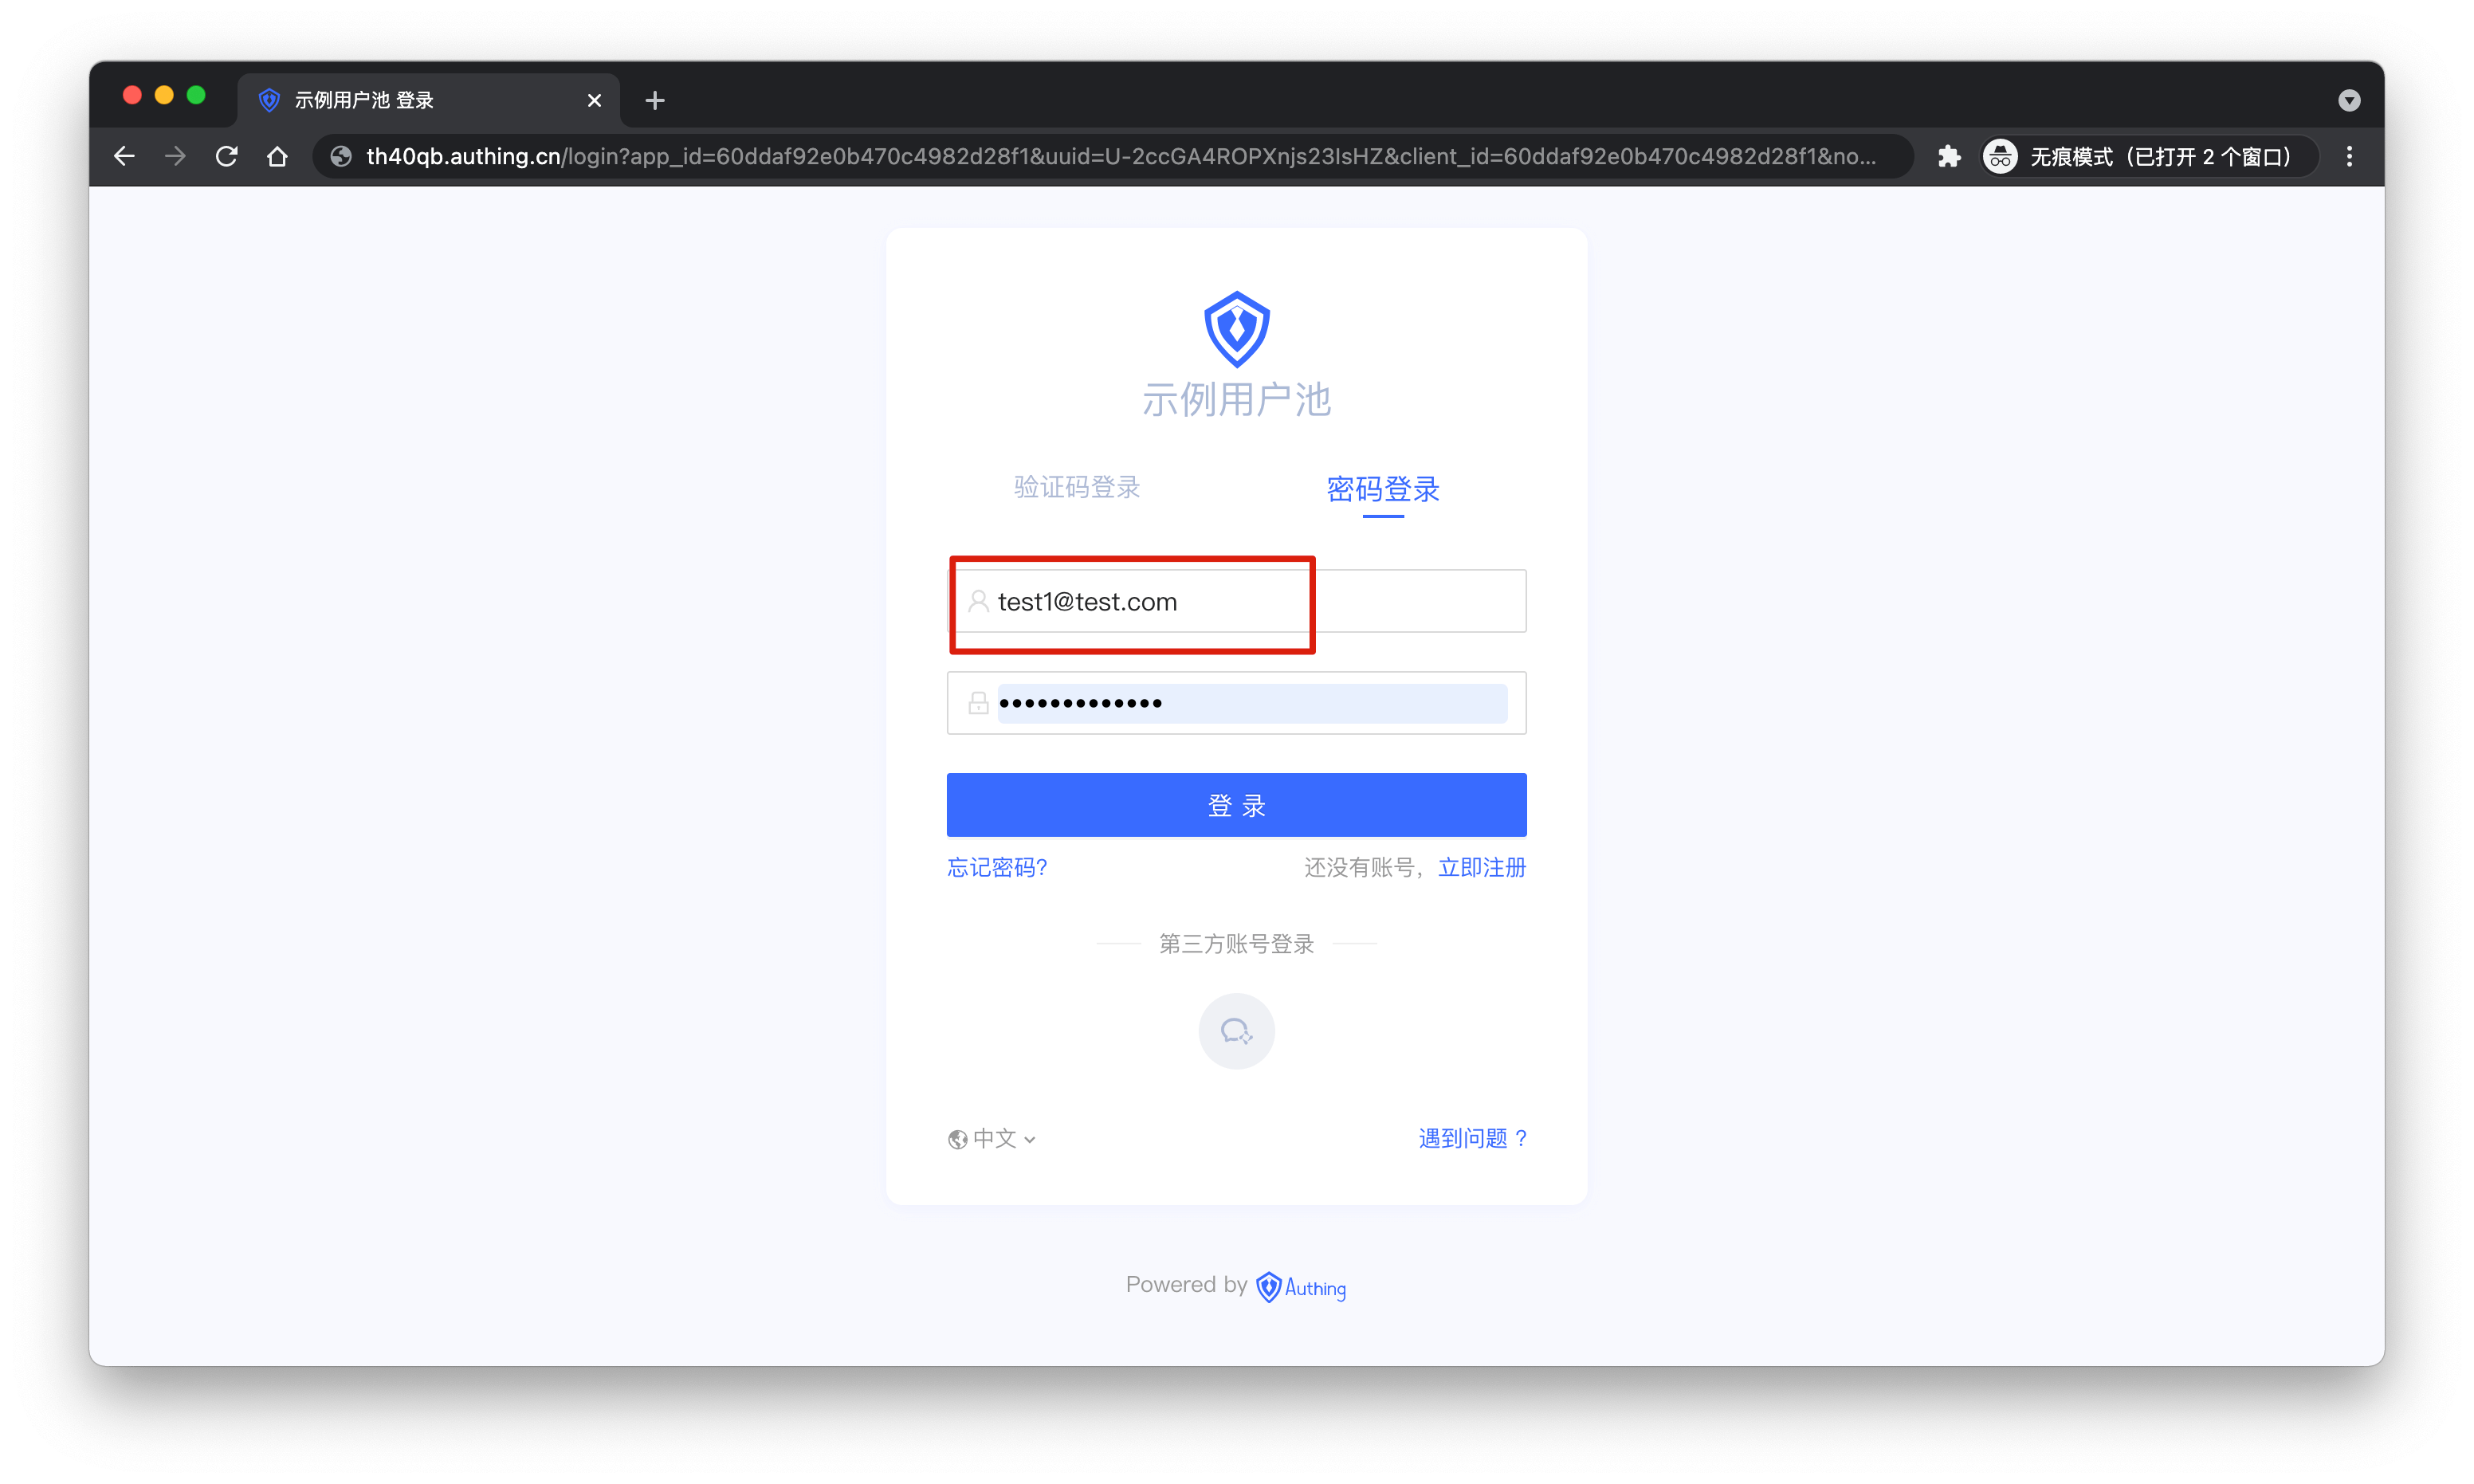 示例用户池 登录
th40qb.authing.cn/login?app_id=60ddaf92e0b470c4982d28f1&uuid=U-2ccGA4ROPXnjs23IsHZ&client_id=60ddaf92e0b470c4982d28f1&no...
无痕模式（已打开 2 个窗口）
示例用户池
验证码登录 密码登录
test1@test.com
•••••••••••••
登 录
忘记密码? 还没有账号，立即注册
第三方账号登录
中文 遇到问题 ?
Powered by Authing